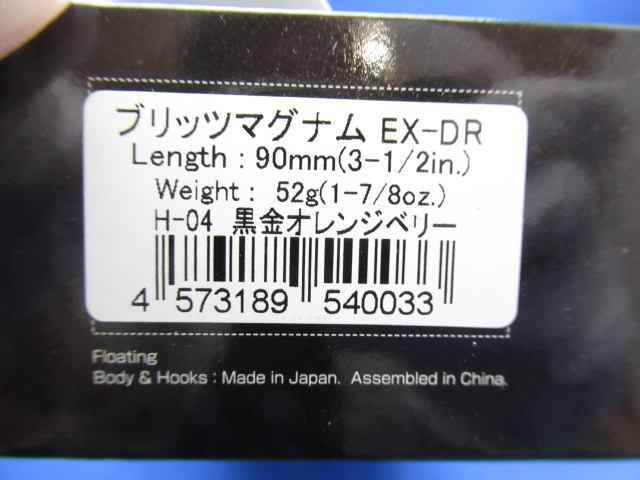 ブリッツマグナム EX-DR
Length : 90mm(3-1/2in.)
Weight : 52g(1-7/8oz.)
H-04 黒金オレンジベリー
4 573189 540033
Floating
Body & Hooks : Made in Japan. Assembled in China.